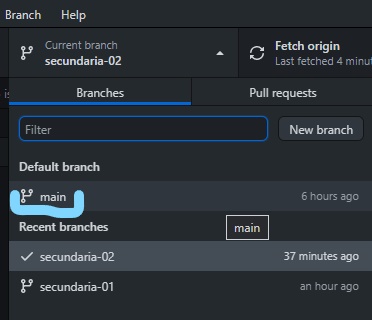 Branch Help
Current branch
secundaria-02
Fetch origin
Last fetched 4 minut
Branches
Pull requests
Filter
New branch
Default branch
main 6 hours ago
Recent branches
main
secundaria-02 37 minutes ago
secundaria-01 an hour ago